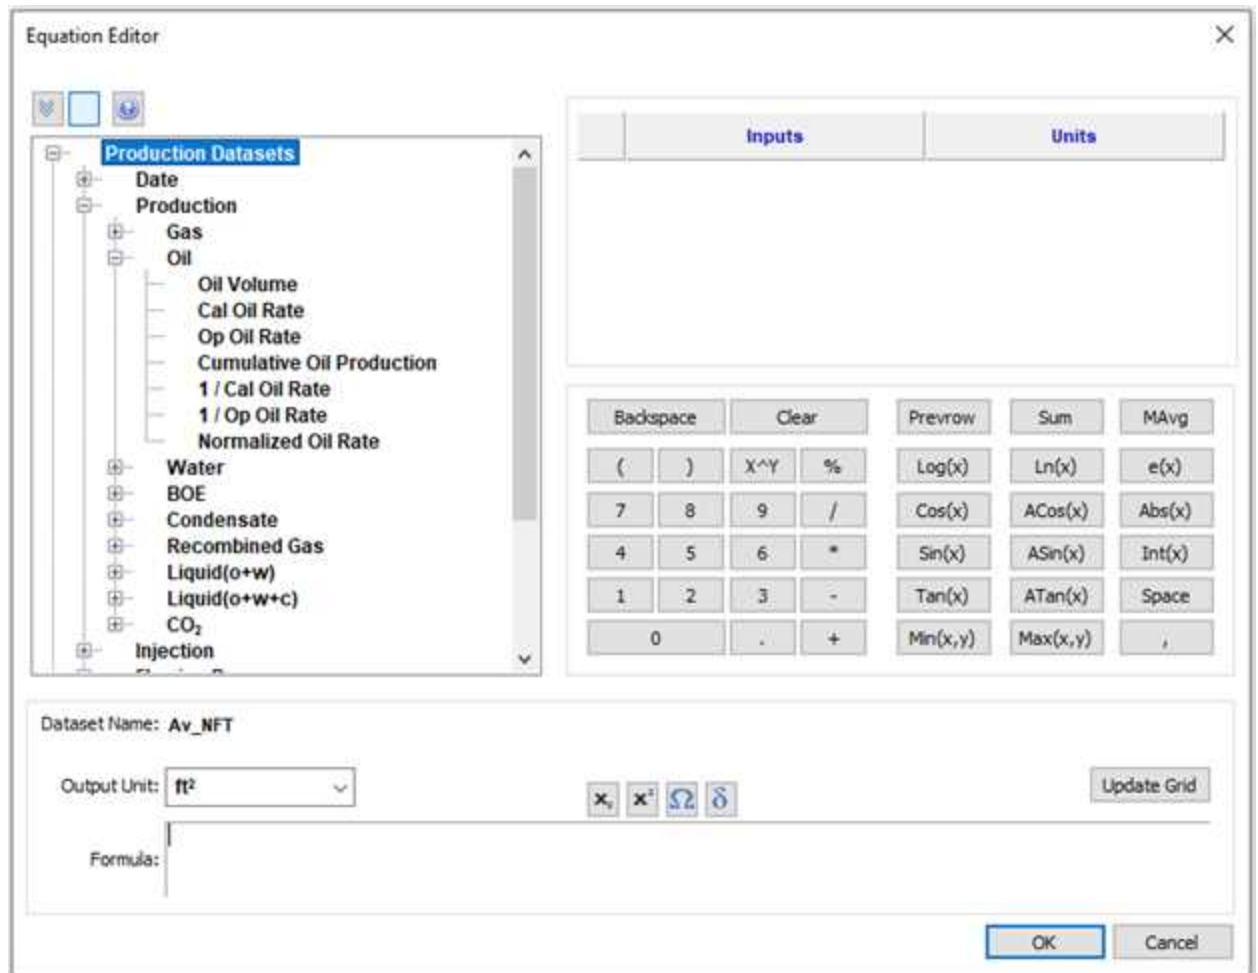 Equation Editor
Production Datasets
Date
Production
Gas
Oil
Oil Volume
Cal Oil Rate
Op Oil Rate
Cumulative Oil Production
1 / Cal Oil Rate
1 / Op Oil Rate
Normalized Oil Rate
Water
BOE
Condensate
Recombined Gas
Liquid(o+w)
Liquid(o+w+c)
CO₂
Injection
Inputs Units
Backspace Clear Prevrow Sum MAvg
( ) X^Y % Log(x) Ln(x) e(x)
7 8 9 / Cos(x) ACos(x) Abs(x)
4 5 6 * Sin(x) ASin(x) Int(x)
1 2 3 - Tan(x) ATan(x) Space
0 . + Min(x,y) Max(x,y) ,
Dataset Name: Av_NFT
Output Unit: ft²
Ω δ
Update Grid
Formula:
OK Cancel